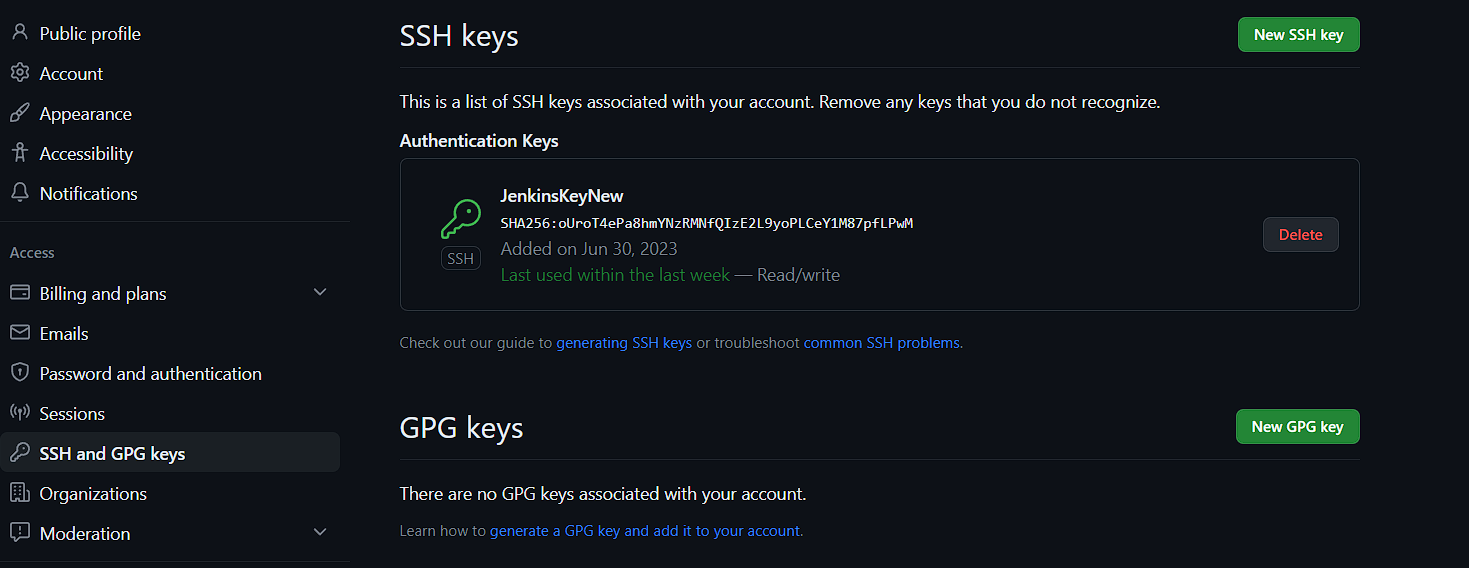 Public profile
Account
Appearance
Accessibility
Notifications
Access
Billing and plans
Emails
Password and authentication
Sessions
SSH and GPG keys
Organizations
Moderation
SSH keys
New SSH key
This is a list of SSH keys associated with your account. Remove any keys that you do not recognize.
Authentication Keys
JenkinsKeyNew
SHA256:oUroT4ePa8hmYNzRMNfQIzE2L9yoPLCeY1M87pfLPwM
Added on Jun 30, 2023
Last used within the last week — Read/write
SSH
Delete
Check out our guide to generating SSH keys or troubleshoot common SSH problems.
GPG keys
New GPG key
There are no GPG keys associated with your account.
Learn how to generate a GPG key and add it to your account.